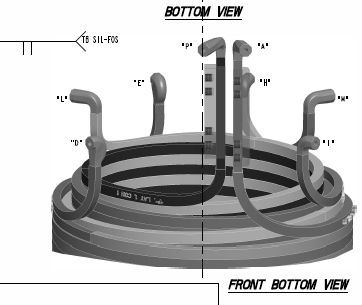 BOTTOM VIEW
TB SIL-FOS
"P"
"A"
"E"
"H"
"L"
"M"
"D"
"I"
FRONT BOTTOM VIEW